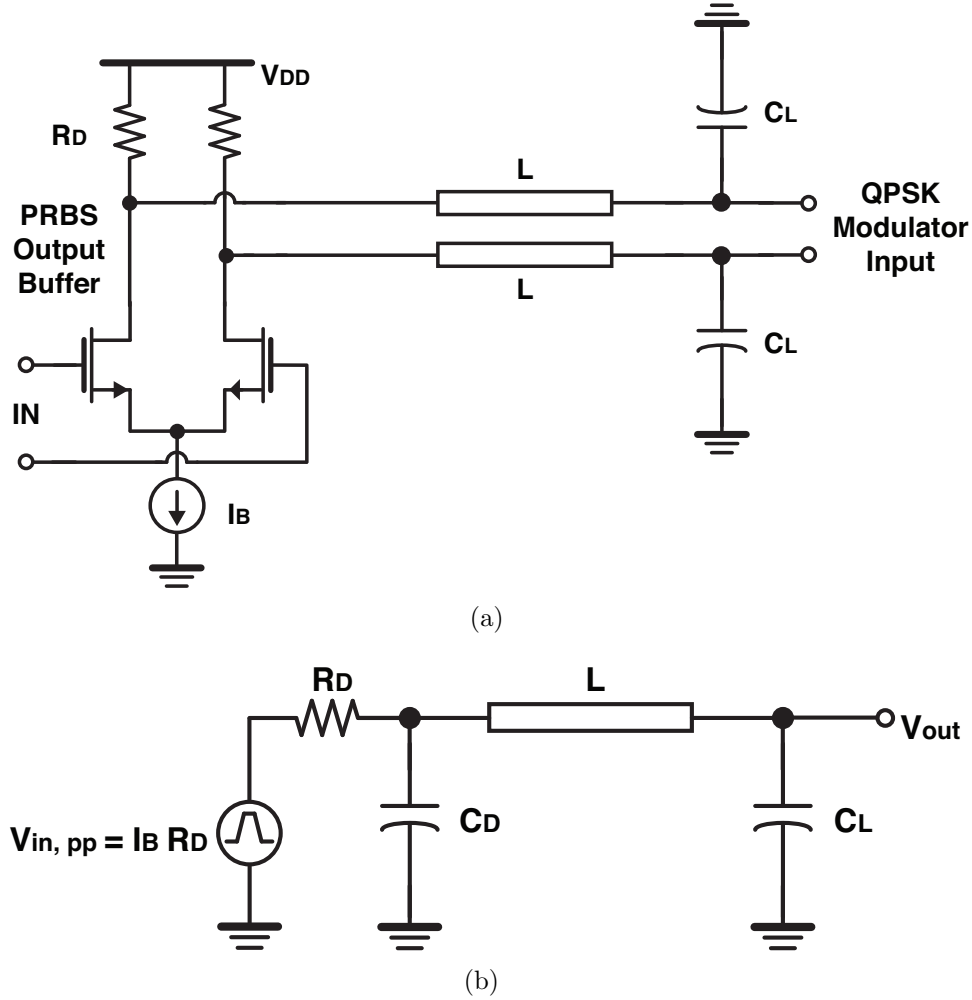 VDD
RD
CL
L
QPSK
Modulator
Input
PRBS
Output
Buffer
L
CL
IN
IB
(a)
RD
L
Vout
CD
CL
Vin, pp = IB RD
(b)